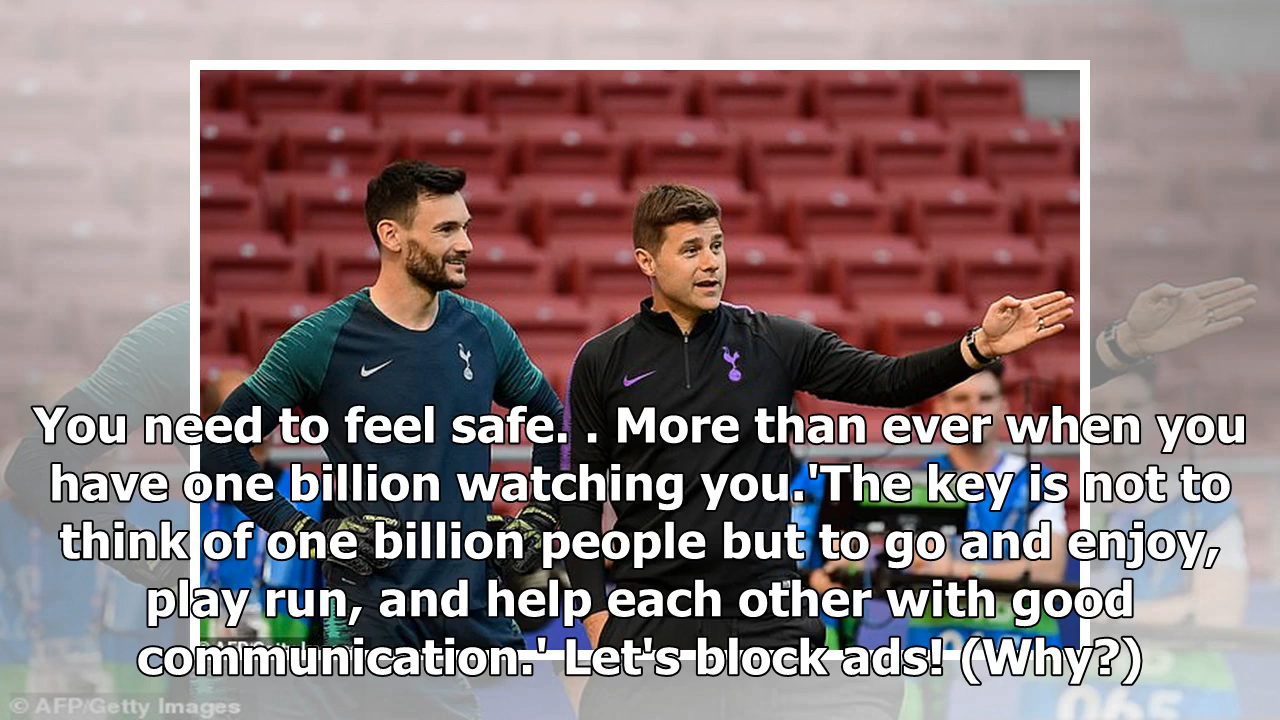 You need to feel safe. . More than ever when you
have one billion watching you.'The key is not to
think of one billion people but to go and enjoy,
play run, and help each other with good
communication.' Let's block ads! (Why?)
© AFP/Getty Images